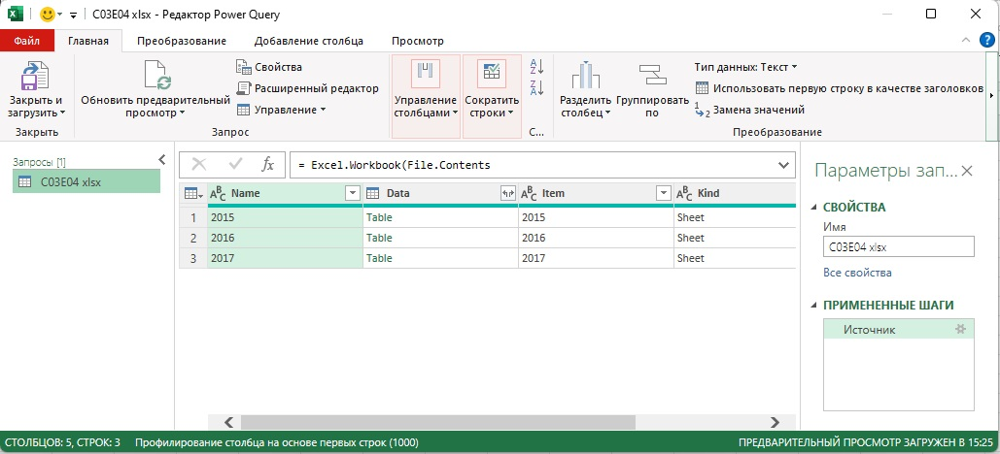 C03E04 xlsx - Редактор Power Query
Файл Главная Преобразование Добавление столбца Просмотр
Закрыть и загрузить
Закрыть
Обновить предварительный просмотр
Свойства
Расширенный редактор
Управление
Запрос
Управление столбцами
Сократить строки
С...
Разделить столбец
Группировать по
Тип данных: Текст
Использовать первую строку в качестве заголовков
Замена значений
Преобразование
Запросы [1]
C03E04 xlsx
= Excel.Workbook(File.Contents
Name Data Item Kind
1 2015 Table 2015 Sheet
2 2016 Table 2016 Sheet
3 2017 Table 2017 Sheet
Параметры зап...
СВОЙСТВА
Имя
C03E04 xlsx
Все свойства
ПРИМЕНЕННЫЕ ШАГИ
Источник
СТОЛБЦОВ: 5, СТРОК: 3 Профилирование столбца на основе первых строк (1000) ПРЕДВАРИТЕЛЬНЫЙ ПРОСМОТР ЗАГРУЖЕН В 15:25